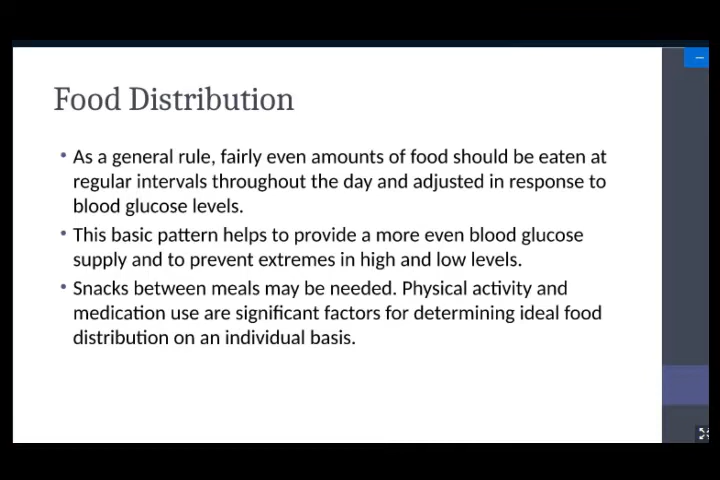 Food Distribution
• As a general rule, fairly even amounts of food should be eaten at
regular intervals throughout the day and adjusted in response to
blood glucose levels.
• This basic pattern helps to provide a more even blood glucose
supply and to prevent extremes in high and low levels.
• Snacks between meals may be needed. Physical activity and
medication use are significant factors for determining ideal food
distribution on an individual basis.